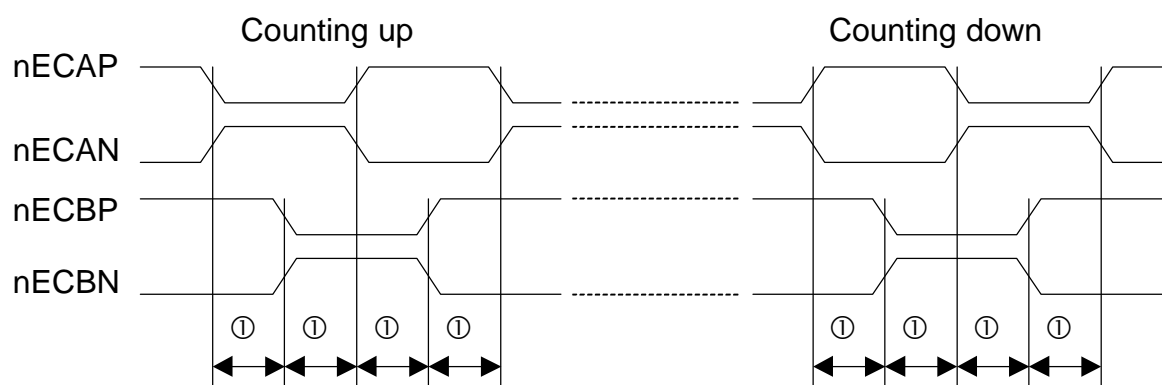 Counting up
Counting down
nECAP
nECAN
nECBP
nECBN
① ① ① ① ① ① ① ①